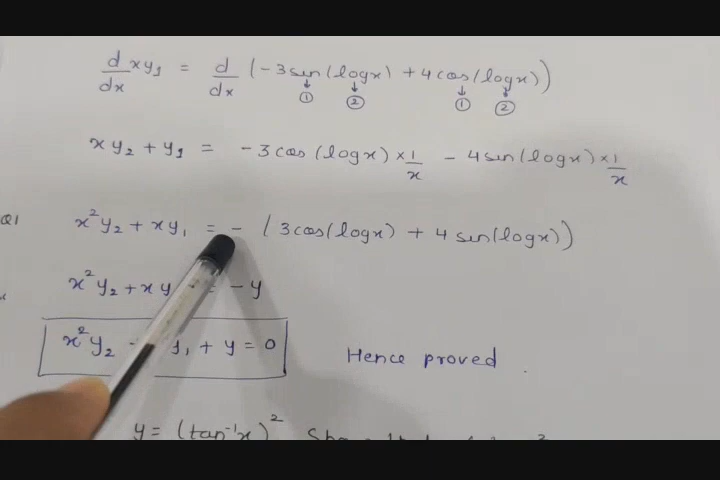 d/dx xy₁ = d/dx (-3sin(logx) + 4cos(logx))
① ② ① ②
xy₂ + y₁ = -3cos(logx) × 1/x - 4sin(logx) × 1/x
Q1
x²y₂ + xy₁ = - (3cos(logx) + 4sin(logx))
x²y₂ + xy = -y
x²y₂ y₁ + y = 0
Hence proved.
y = (tan⁻¹x)²